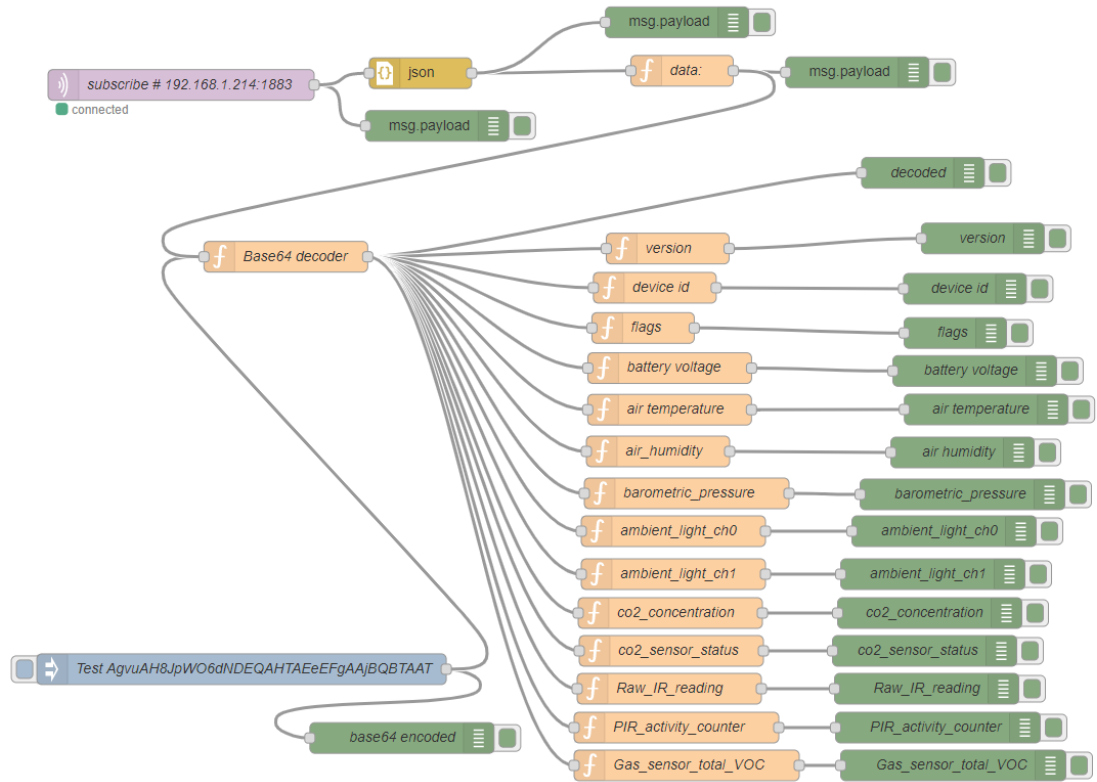 msg.payload
subscribe # 192.168.1.214:1883
json
data:
msg.payload
connected
msg.payload
decoded
Base64 decoder
version
version
device id
device id
flags
flags
battery voltage
battery voltage
air temperature
air temperature
air_humidity
air humidity
barometric_pressure
barometric_pressure
ambient_light_ch0
ambient_light_ch0
ambient_light_ch1
ambient_light_ch1
co2_concentration
co2_concentration
co2_sensor_status
co2_sensor_status
Test AgvuAH8JpWO6dNDEQAHTAEeEFgAAjBQBTAAT
Raw_IR_reading
Raw_IR_reading
PIR_activity_counter
PIR_activity_counter
base64 encoded
Gas_sensor_total_VOC
Gas_sensor_total_VOC